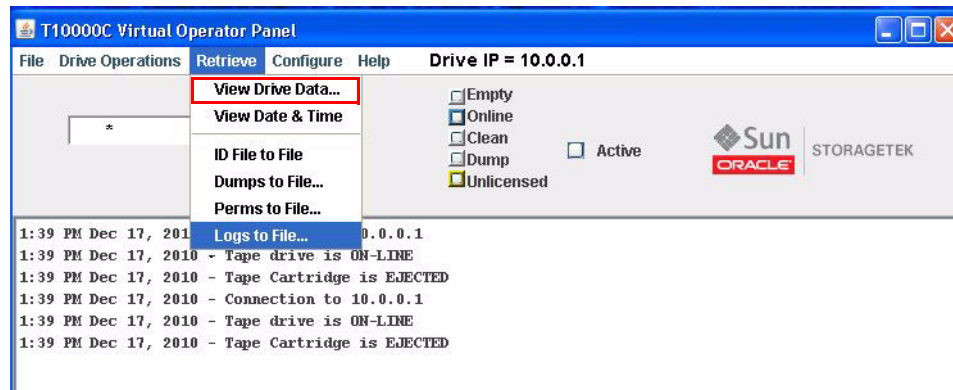 T10000C Virtual Operator Panel
File Drive Operations Retrieve Configure Help Drive IP = 10.0.0.1
View Drive Data...
View Date & Time
ID File to File
Dumps to File...
Perms to File...
Logs to File...
*
Empty
Online
Clean
Dump
Unlicensed
Active
Sun
ORACLE
STORAGETEK
1:39 PM Dec 17, 201 0.0.0.1
1:39 PM Dec 17, 2010 - Tape drive is ON-LINE
1:39 PM Dec 17, 2010 - Tape Cartridge is EJECTED
1:39 PM Dec 17, 2010 - Connection to 10.0.0.1
1:39 PM Dec 17, 2010 - Tape drive is ON-LINE
1:39 PM Dec 17, 2010 - Tape Cartridge is EJECTED